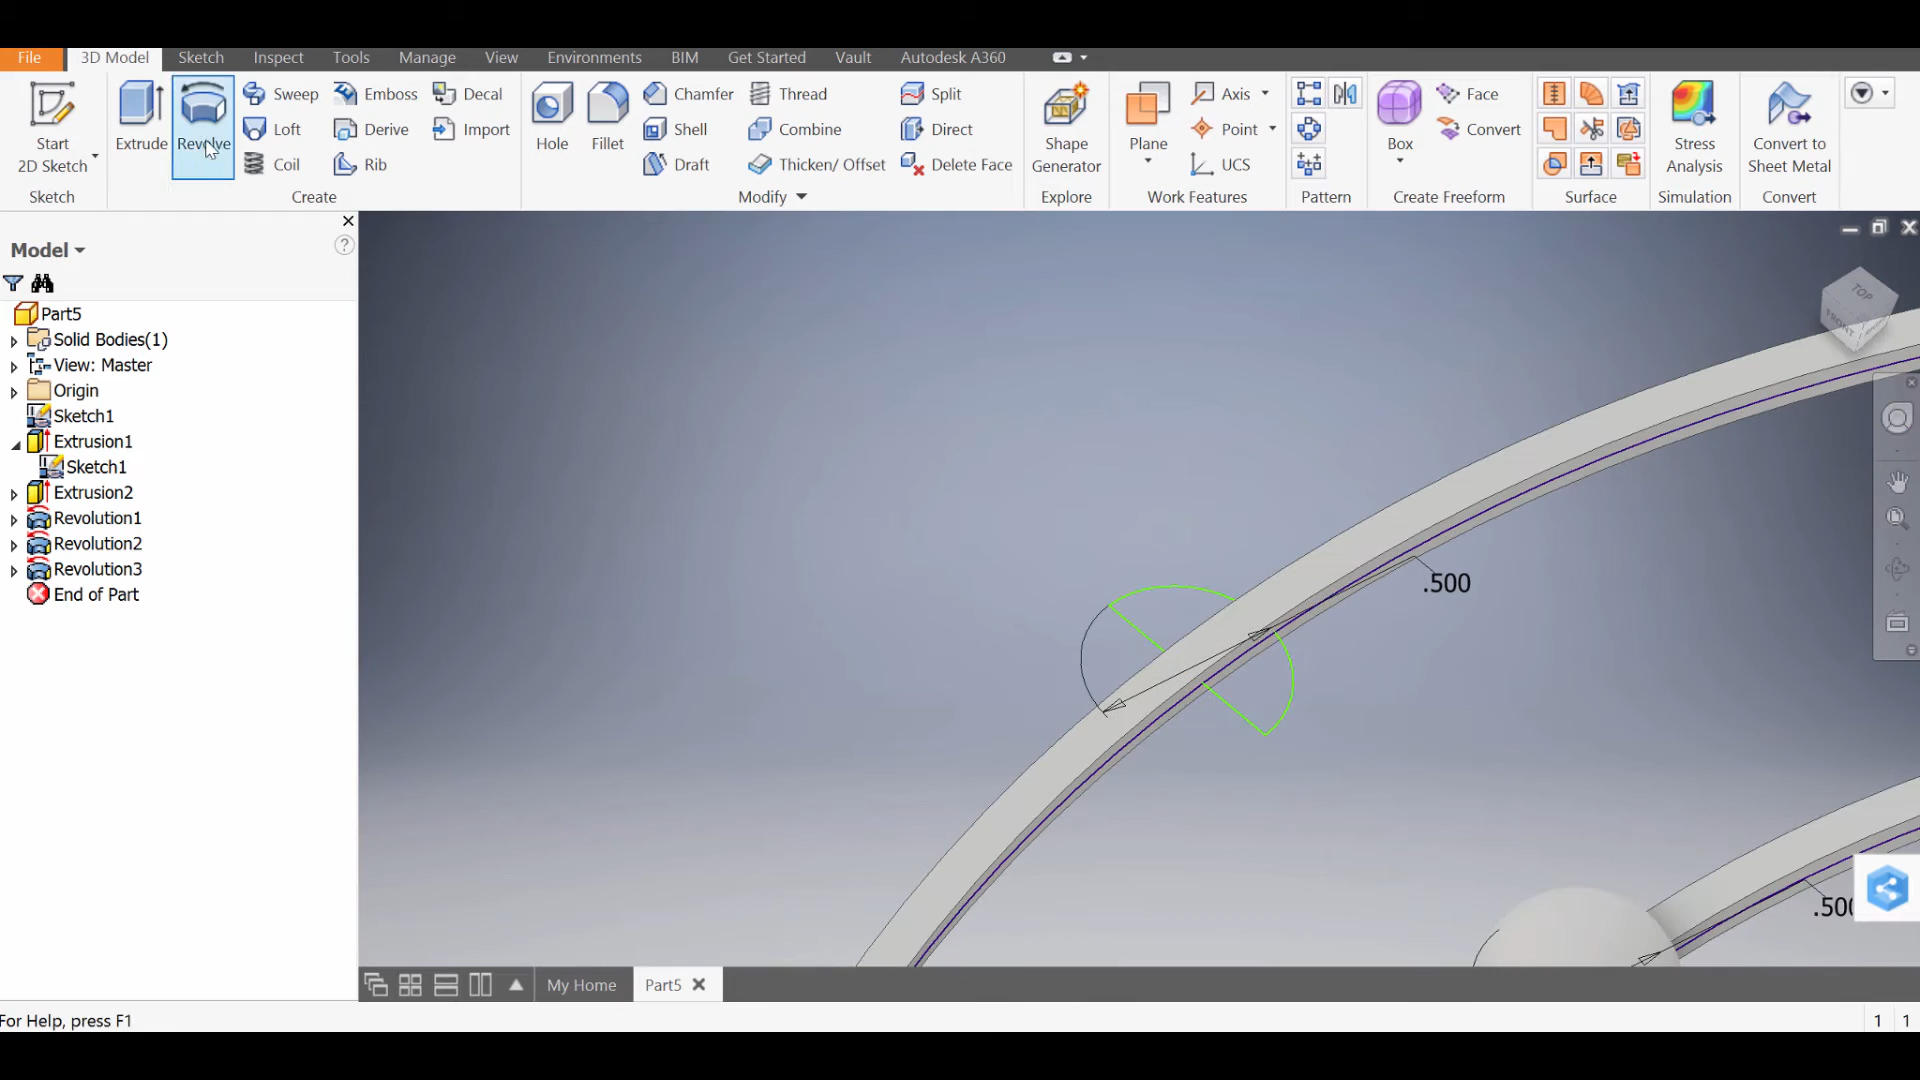 File 3D Model Sketch Inspect Tools Manage View Environments BIM Get Started Vault Autodesk A360
Start
2D Sketch
Extrude
Revolve
Sweep
Loft
Coil
Emboss
Derive
Rib
Decal
Import
Hole
Fillet
Chamfer
Shell
Draft
Thread
Combine
Thicken/ Offset
Split
Direct
Delete Face
Shape
Generator
Plane
Axis
Point
UCS
Box
Face
Convert
Stress
Analysis
Convert to
Sheet Metal
Sketch Create Modify Explore Work Features Pattern Create Freeform Surface Simulation Convert
Model
Part5
Solid Bodies(1)
View: Master
Origin
Sketch1
Extrusion1
Sketch1
Extrusion2
Revolution1
Revolution2
Revolution3
End of Part
TOP
FRONT
.500
.500
My Home Part5
For Help, press F1
1 1